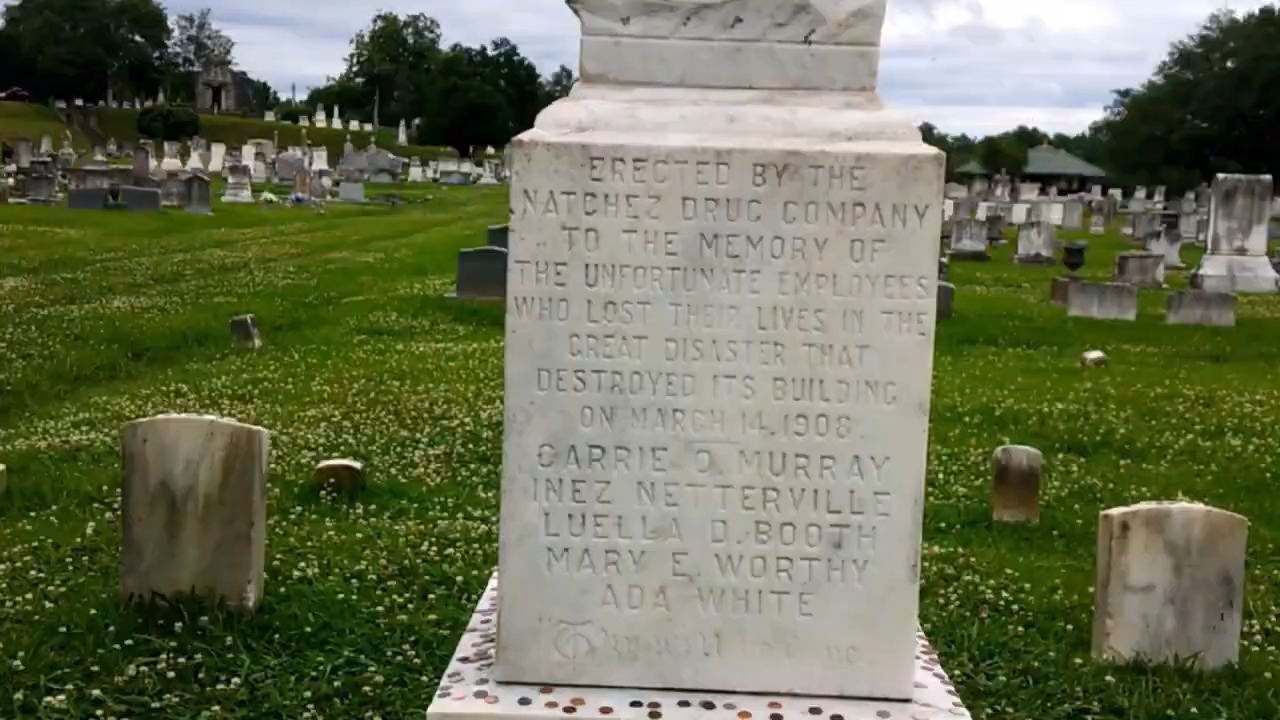 ERECTED BY THE
NATCHEZ DRUG COMPANY
TO THE MEMORY OF
THE UNFORTUNATE EMPLOYEES
WHO LOST THEIR LIVES IN THE
GREAT DISASTER THAT
DESTROYED ITS BUILDING
ON MARCH 14, 1908.
CARRIE O. MURRAY
INEZ NETTERVILLE
LUELLA D. BOOTH
MARY E. WORTHY
ADA WHITE
"Thy will